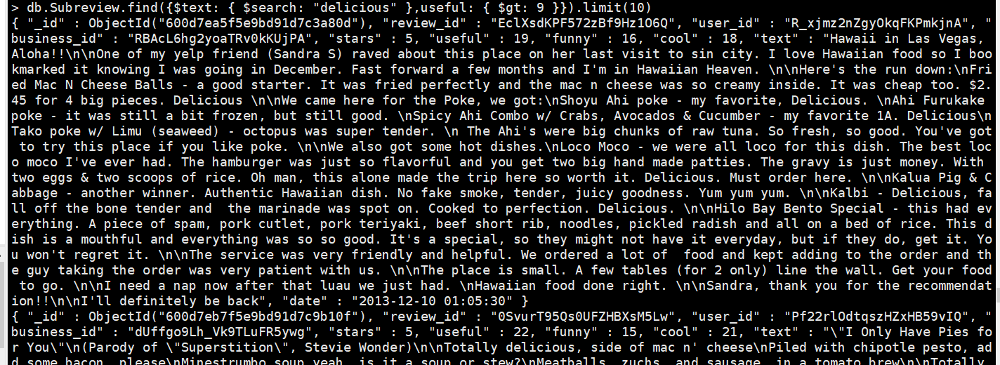 > db.Subreview.find({$text: { $search: "delicious" },useful: { $gt: 9 }}).limit(10)
{ "_id" : ObjectId("600d7ea5f5e9bd91d7c3a80d"), "review_id" : "EclXsdKPF572zBf9Hz1O6Q", "user_id" : "R_xjmz2nZgyOkqFKPmkjnA", "
business_id" : "RBAcL6hg2yoaTRv0kKUjPA", "stars" : 5, "useful" : 19, "funny" : 16, "cool" : 18, "text" : "Hawaii in Las Vegas,
Aloha!!\n\nOne of my yelp friend (Sandra S) raved about this place on her last visit to sin city. I love Hawaiian food so I boo
kmarked it knowing I was going in December. Fast forward a few months and I'm in Hawaiian Heaven. \n\nHere's the run down:\nFri
ed Mac N Cheese Balls - a good starter. It was fried perfectly and the mac n cheese was so creamy inside. It was cheap too. $2.
45 for 4 big pieces. Delicious \n\nWe came here for the Poke, we got:\nShoyu Ahi poke - my favorite, Delicious. \nAhi Furukake
poke - it was still a bit frozen, but still good. \nSpicy Ahi Combo w/ Crabs, Avocados & Cucumber - my favorite 1A. Delicious\n
Tako poke w/ Limu (seaweed) - octopus was super tender. \n The Ahi's were big chunks of raw tuna. So fresh, so good. You've got
 to try this place if you like poke. \n\nWe also got some hot dishes.\nLoco Moco - we were all loco for this dish. The best loc
o moco I've ever had. The hamburger was just so flavorful and you get two big hand made patties. The gravy is just money. With
two eggs & two scoops of rice. Oh man, this alone made the trip here so worth it. Delicious. Must order here. \n\nKalua Pig & C
abbage - another winner. Authentic Hawaiian dish. No fake smoke, tender, juicy goodness. Yum yum yum. \n\nKalbi - Delicious, fa
ll off the bone tender and  the marinade was spot on. Cooked to perfection. Delicious. \n\nHilo Bay Bento Special - this had ev
erything. A piece of spam, pork cutlet, pork teriyaki, beef short rib, noodles, pickled radish and all on a bed of rice. This d
ish is a mouthful and everything was so so good. It's a special, so they might not have it everyday, but if they do, get it. Yo
u won't regret it. \n\nThe service was very friendly and helpful. We ordered a lot of  food and kept adding to the order and th
e guy taking the order was very patient with us. \n\nThe place is small. A few tables (for 2 only) line the wall. Get your food
 to go. \n\nI need a nap now after that luau we just had. \nHawaiian food done right. \n\nSandra, thank you for the recommendat
ion!!\n\nI'll definitely be back", "date" : "2013-12-10 01:05:30" }
{ "_id" : ObjectId("600d7eb7f5e9bd91d7c9b10f"), "review_id" : "0SvurT95Qs0UFZHBXsM5Lw", "user_id" : "Pf22rlOdtqszHZxHB59vIQ", "
business_id" : "dUffgo9Lh_Vk9TLuFR5ywg", "stars" : 5, "useful" : 22, "funny" : 15, "cool" : 21, "text" : "\"I Only Have Pies fo
r You\"\n(Parody of \"Superstition\", Stevie Wonder)\n\nTotally delicious, side of mac n' cheese\nPiled with chipotle pesto, ad
d some bacon, please\nMinestrumbo soup yeah, is it a soup or stew?\nMeatballs, zuchs, and sausage, in a tomato brew\n\nTotally